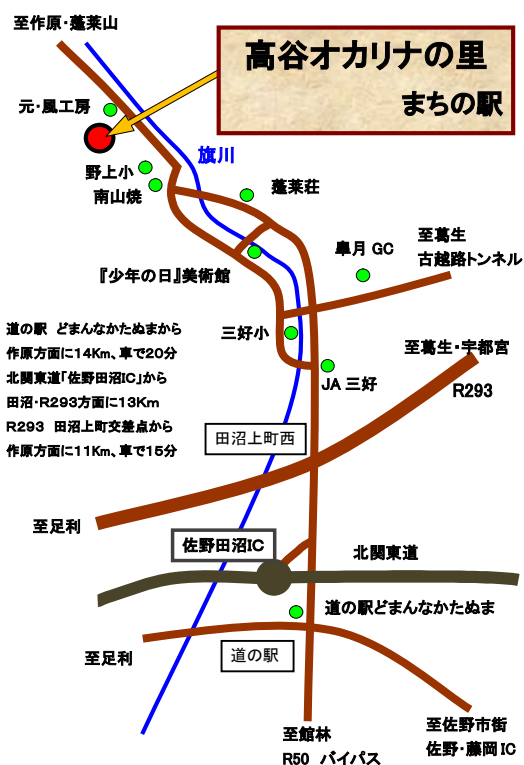 至作原・蓬莱山
高谷オカリナの里
まちの駅
元・風工房
旗川
野上小
南山焼
蓬莱荘
皐月 GC
至葛生
古越路トンネル
『少年の日』美術館
道の駅 どまんなかたぬまから
作原方面に14Km、車で20分
北関東道「佐野田沼IC」から
田沼・R293方面に13Km
R293 田沼上町交差点から
作原方面に11Km、車で15分
三好小
至葛生・宇都宮
JA 三好
R293
田沼上町西
至足利
佐野田沼IC
北関東道
道の駅どまんなかたぬま
道の駅
至足利
至館林
R50 バイパス
至佐野市街
佐野・藤岡 IC